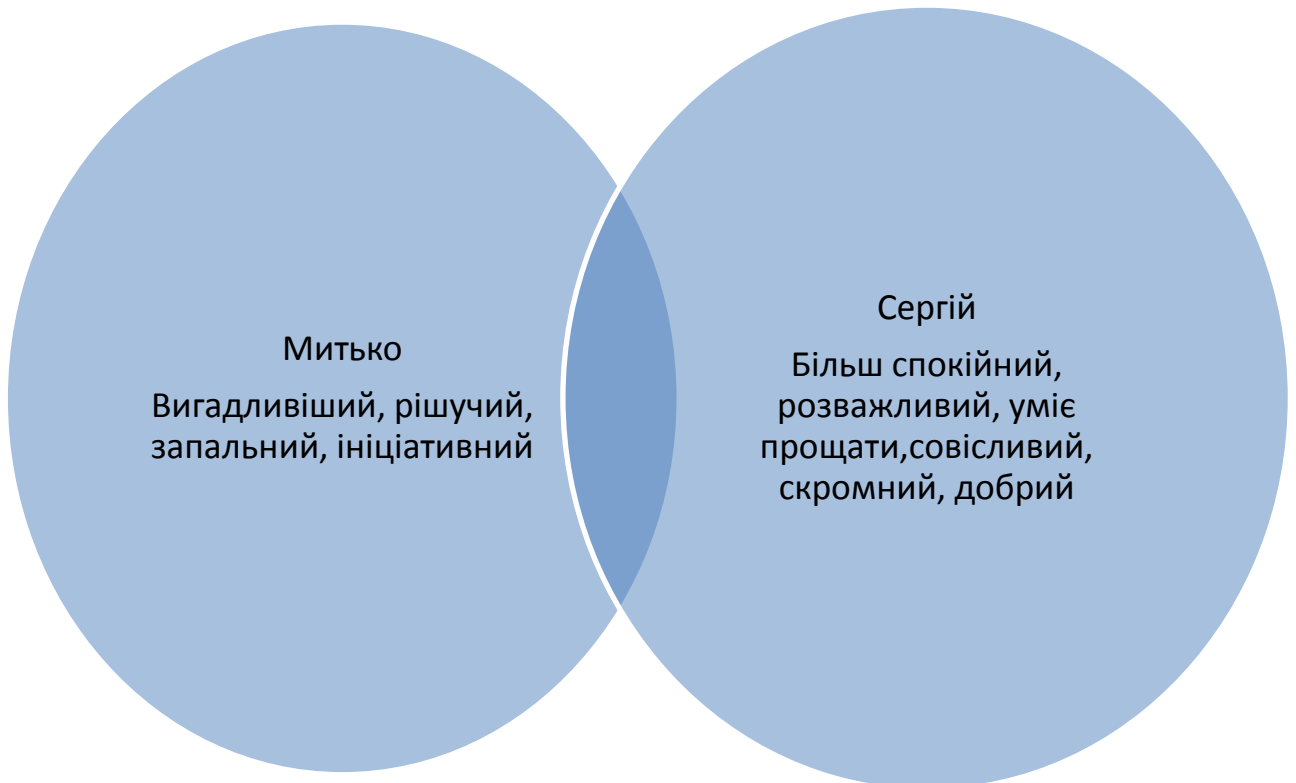 Митько
Вигадливіший, рішучий,
запальний, ініціативний
Сергій
Більш спокійний,
розважливий, уміє
прощати,совісливий,
скромний, добрий